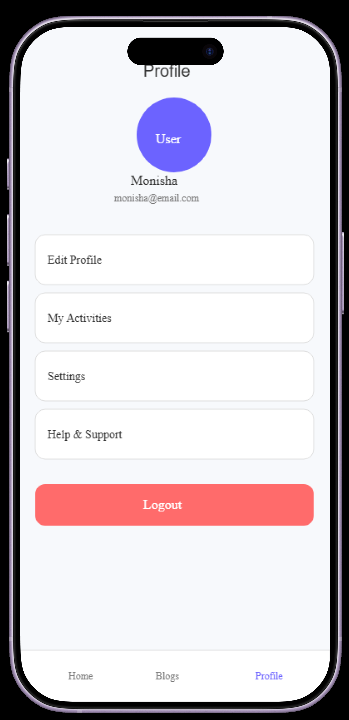 Profile
User
Monisha
monisha@email.com
Edit Profile
My Activities
Settings
Help & Support
Logout
Home Blogs Profile